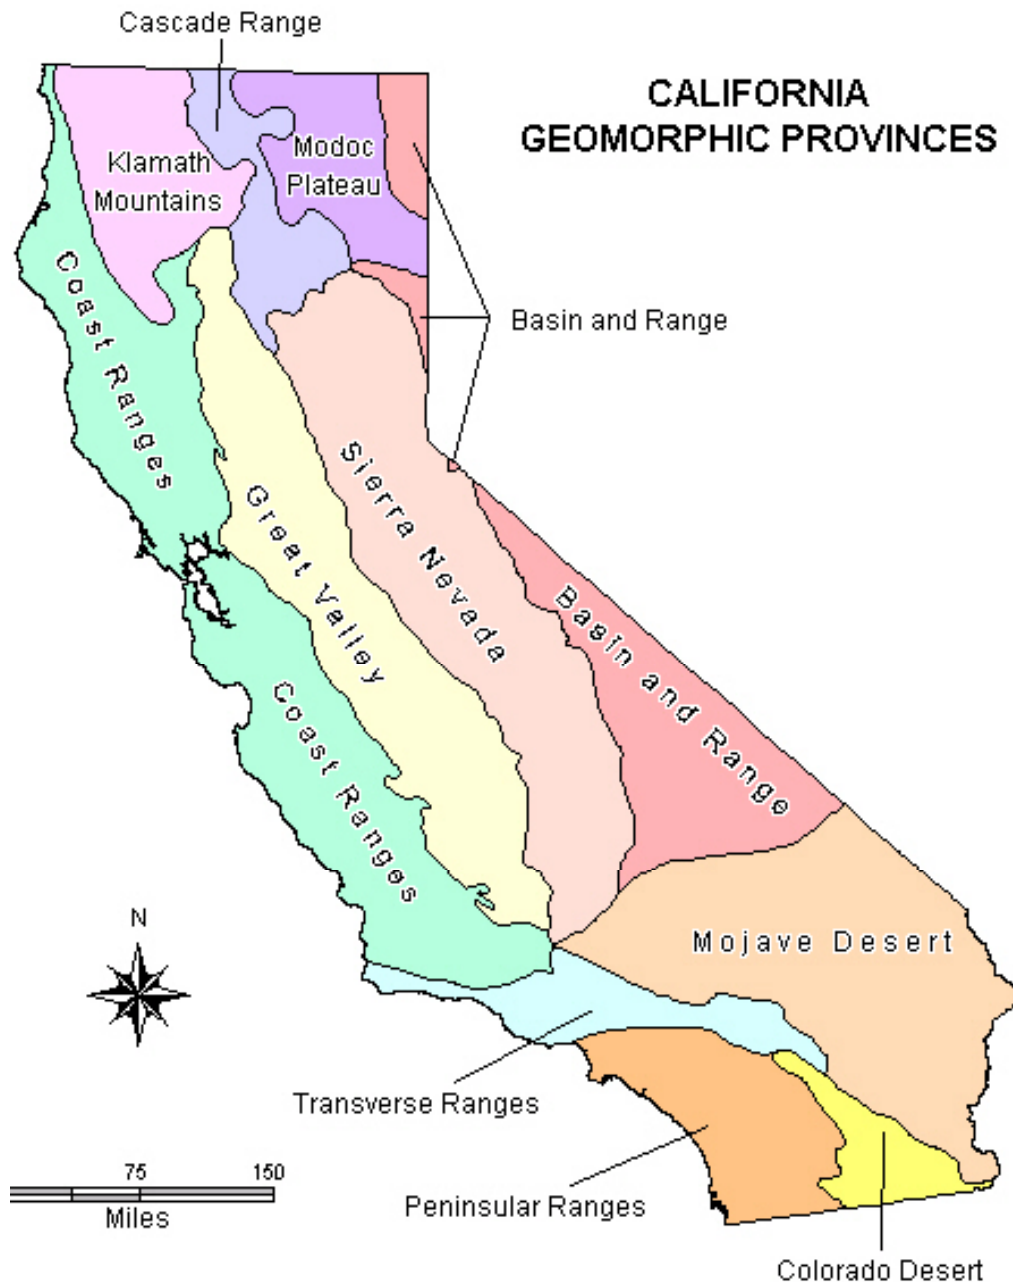 Cascade Range
CALIFORNIA
GEOMORPHIC PROVINCES
Klamath
Mountains
Modoc
Plateau
Coast Ranges
Basin and Range
Sierra Nevada
Great Valley
Basin and Range
Coast Ranges
N
Mojave Desert
Transverse Ranges
75 150
Miles
Peninsular Ranges
Colorado Desert